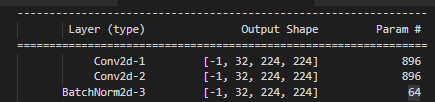 ----------------------------------------------------------------
Layer (type) Output Shape Param #
================================================================
Conv2d-1 [-1, 32, 224, 224] 896
Conv2d-2 [-1, 32, 224, 224] 896
BatchNorm2d-3 [-1, 32, 224, 224] 64